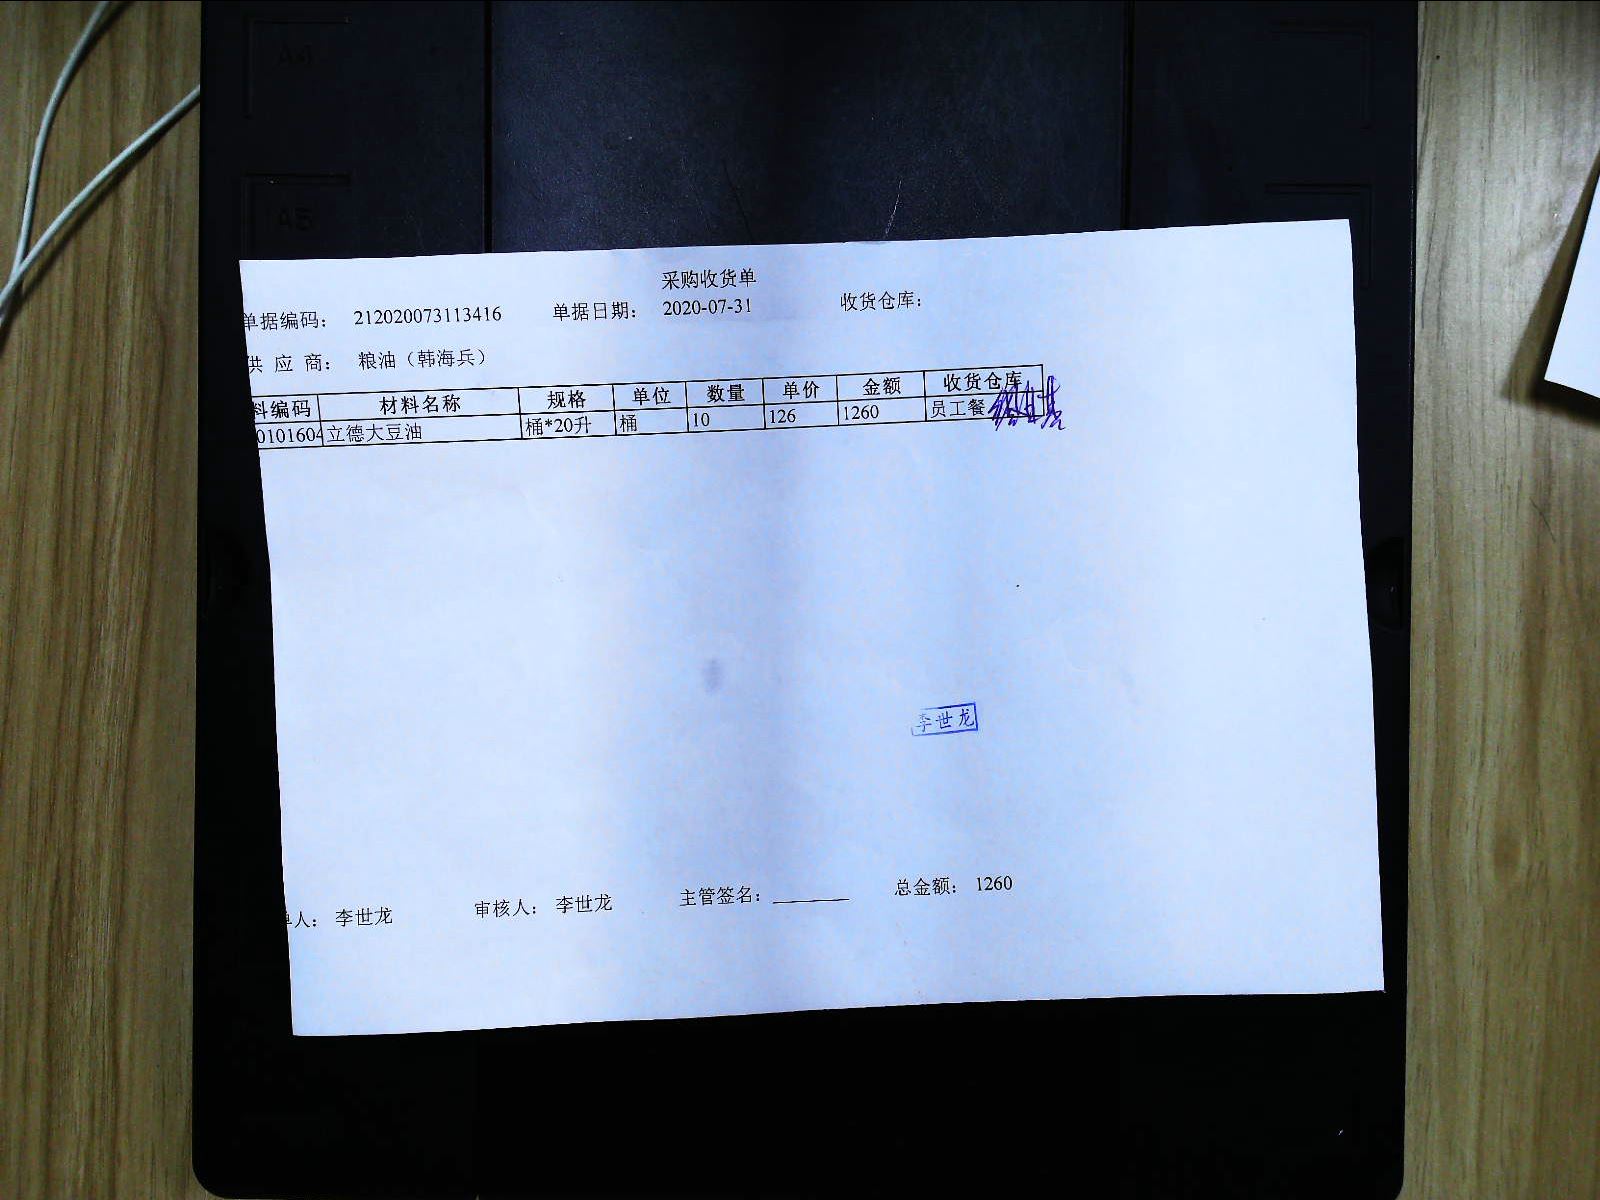 A4
A5
采购收货单
单据编码： 212020073113416 单据日期： 2020-07-31 收货仓库：
供 应 商： 粮油（韩海兵）
料编码 材料名称 规格 单位 数量 单价 金额 收货仓库
0101604 立德大豆油 桶*20升 桶 10 126 1260 员工餐
李世龙
单人： 李世龙 审核人： 李世龙 主管签名： 总金额： 1260